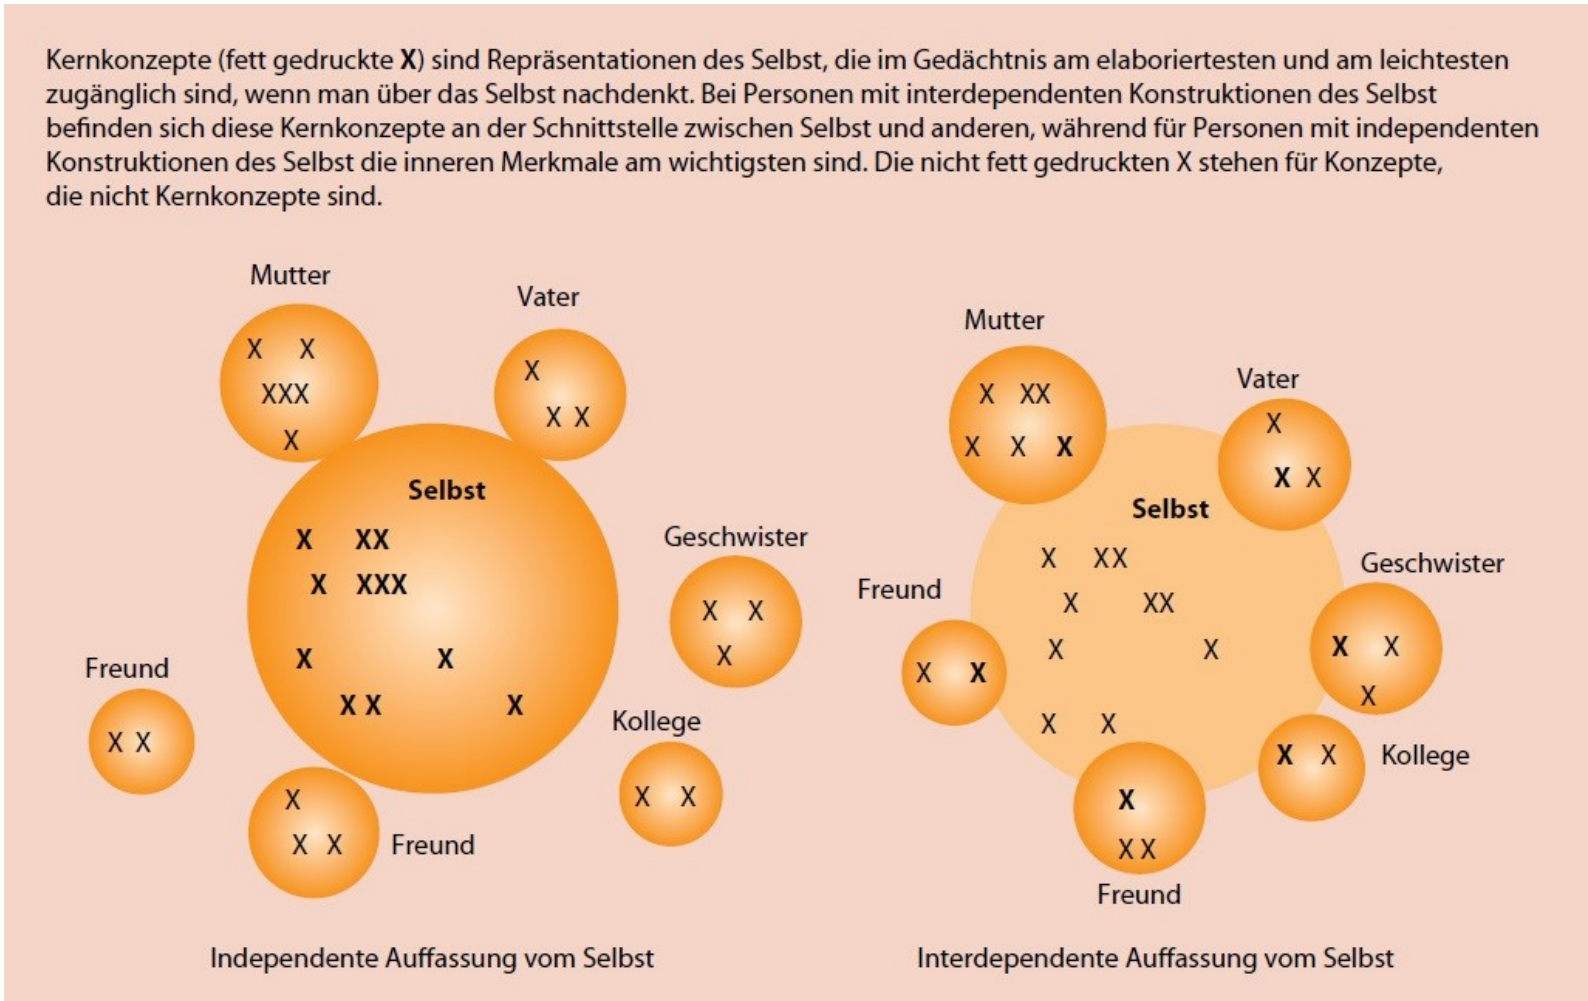 Kernkonzepte (fett gedruckte X) sind Repräsentationen des Selbst, die im Gedächtnis am elaboriertesten und am leichtesten
zugänglich sind, wenn man über das Selbst nachdenkt. Bei Personen mit interdependenten Konstruktionen des Selbst
befinden sich diese Kernkonzepte an der Schnittstelle zwischen Selbst und anderen, während für Personen mit independenten
Konstruktionen des Selbst die inneren Merkmale am wichtigsten sind. Die nicht fett gedruckten X stehen für Konzepte,
die nicht Kernkonzepte sind.
Mutter
X X
XXX
X
Vater
X
X X
Selbst
X XX
X XXX
X X
X X X
Geschwister
X X
X
Freund
X X
Kollege
X X
X
X X
Freund
Independente Auffassung vom Selbst
Mutter
X XX
X X X
Vater
X
X X
Selbst
X XX
X XX
X X
X X
Freund
X X
Geschwister
X X
X
X X
Kollege
X
X X
Freund
Interdependente Auffassung vom Selbst